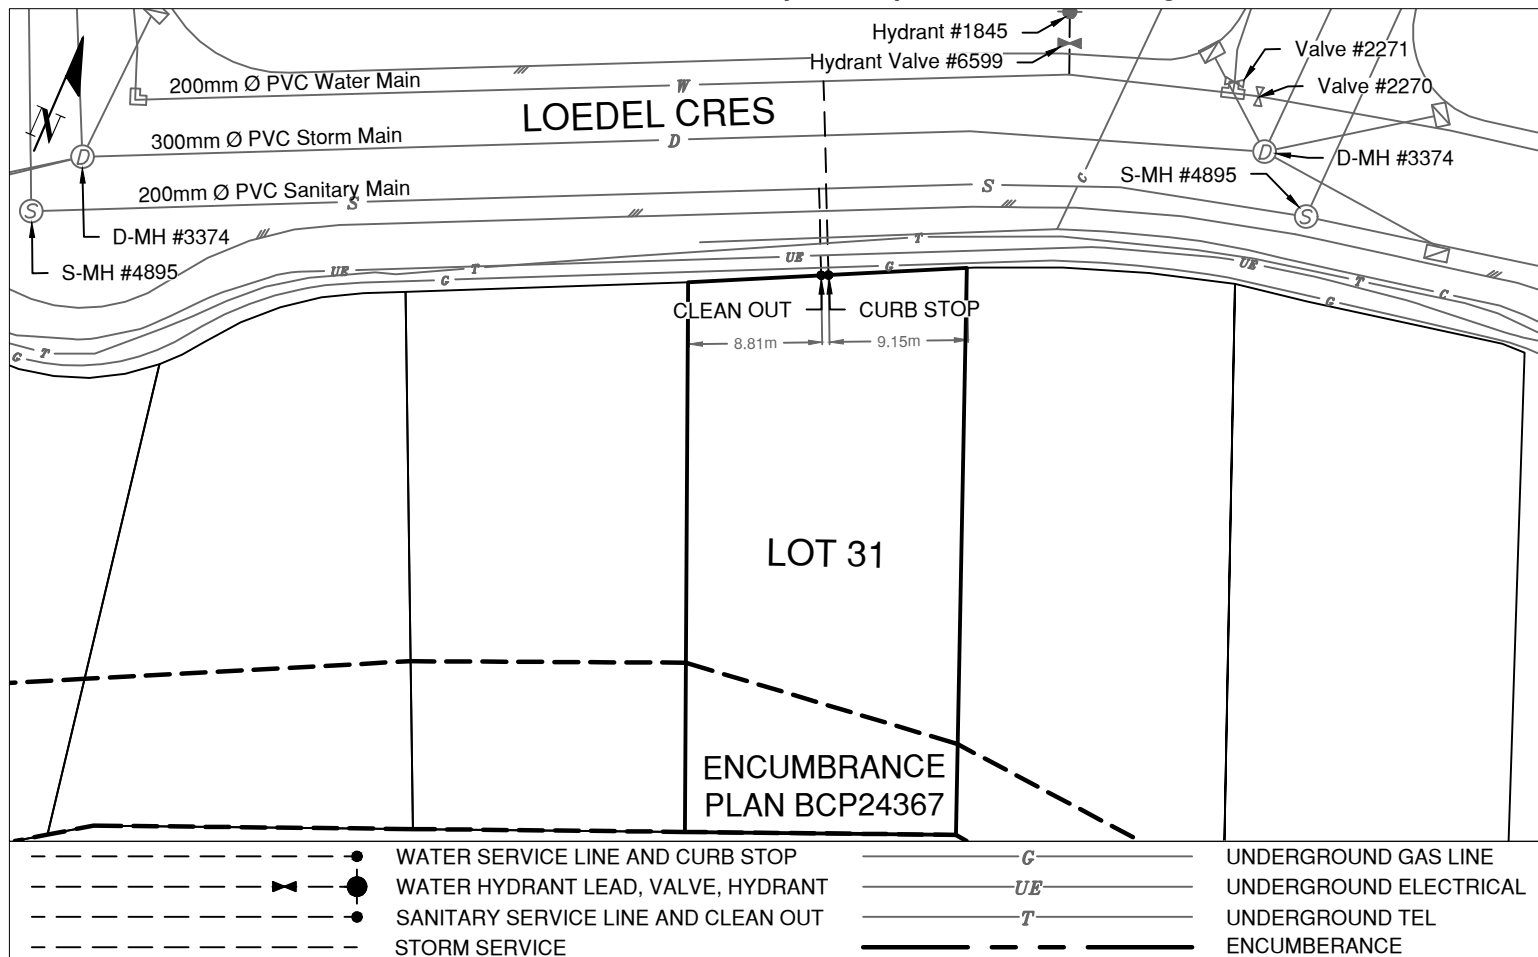 Hydrant #1845
Hydrant Valve #6599
Valve #2271
Valve #2270
N
200mm Ø PVC Water Main
W
LOEDEL CRES
300mm Ø PVC Storm Main
D
D
D
D-MH #3374
200mm Ø PVC Sanitary Main
S
S
S-MH #4895
C
S
S
D-MH #3374
S-MH #4895
T
UE
G
UE
T
G
UE
T
C
G
G
T
CLEAN OUT
CURB STOP
8.81m
9.15m
LOT 31
ENCUMBRANCE
PLAN BCP24367
WATER SERVICE LINE AND CURB STOP
G
UNDERGROUND GAS LINE
WATER HYDRANT LEAD, VALVE, HYDRANT
UE
UNDERGROUND ELECTRICAL
SANITARY SERVICE LINE AND CLEAN OUT
T
UNDERGROUND TEL
STORM SERVICE
ENCUMBERANCE